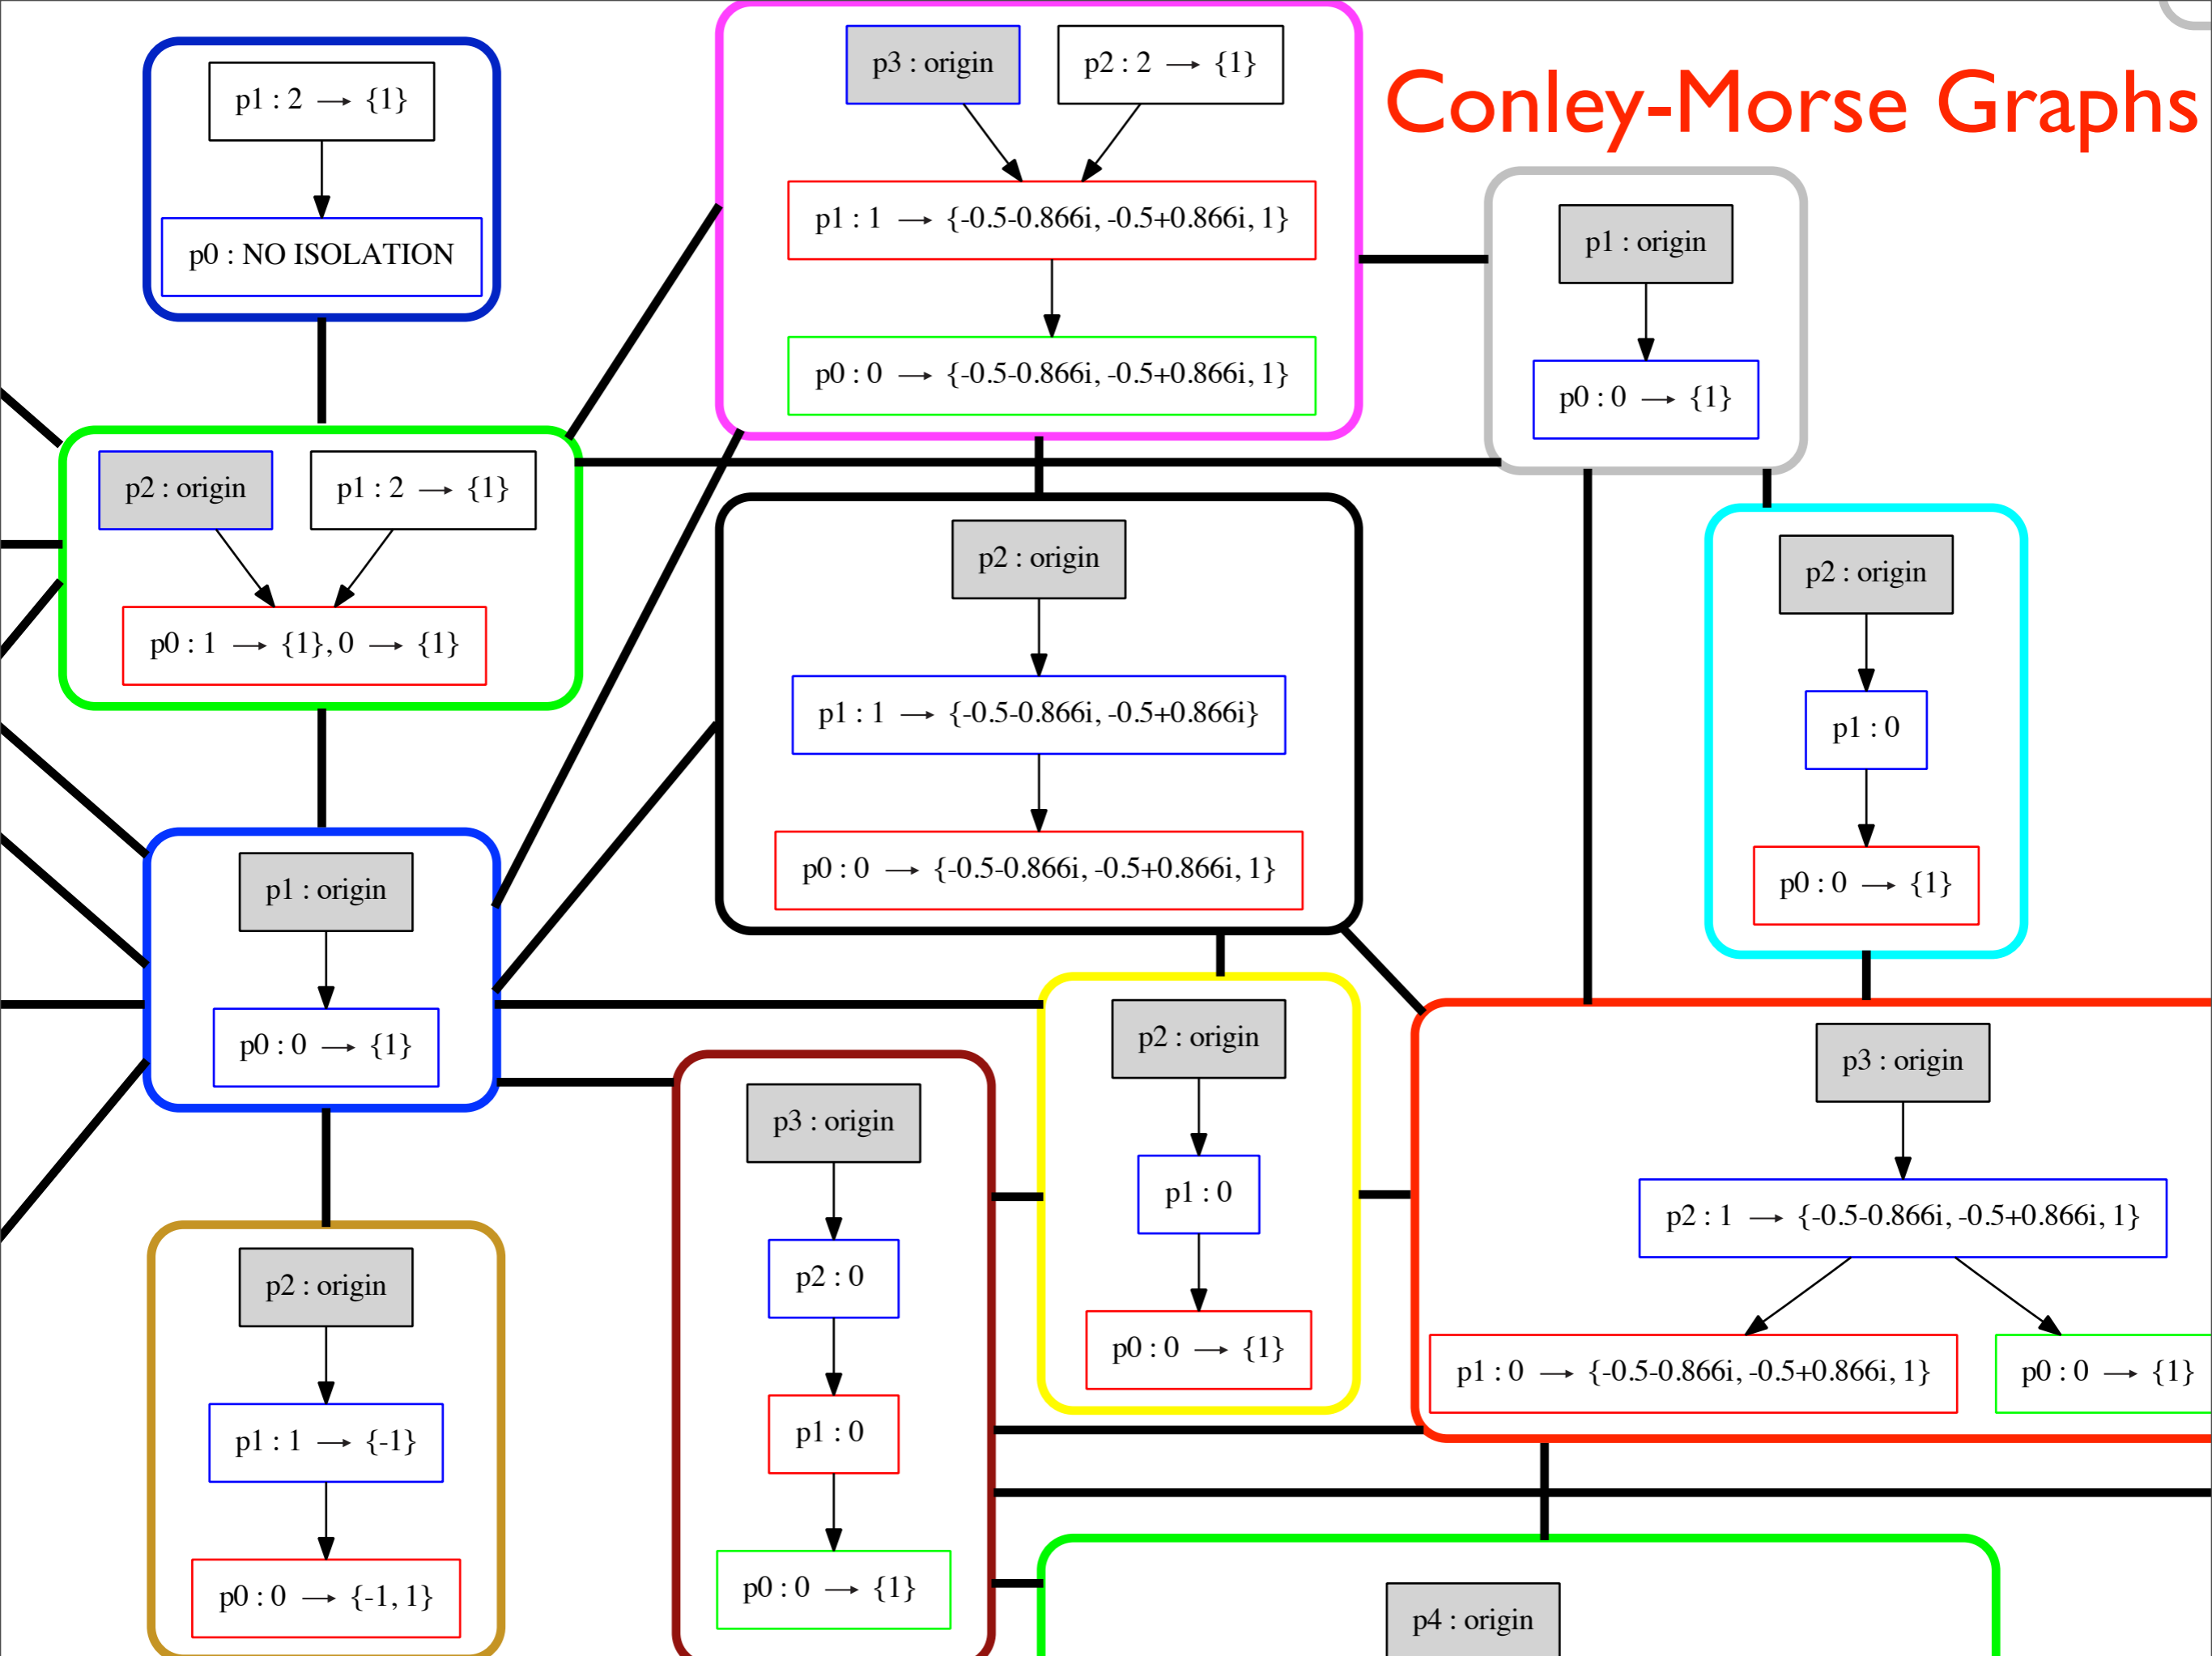 Conley-Morse Graphs
p1 : 2 → {1}
p0 : NO ISOLATION
p3 : origin
p2 : 2 → {1}
p1 : 1 → {-0.5-0.866i, -0.5+0.866i, 1}
p0 : 0 → {-0.5-0.866i, -0.5+0.866i, 1}
p1 : origin
p0 : 0 → {1}
p2 : origin
p1 : 2 → {1}
p0 : 1 → {1}, 0 → {1}
p2 : origin
p1 : 1 → {-0.5-0.866i, -0.5+0.866i}
p0 : 0 → {-0.5-0.866i, -0.5+0.866i, 1}
p2 : origin
p1 : 0
p0 : 0 → {1}
p1 : origin
p0 : 0 → {1}
p2 : origin
p1 : 0
p0 : 0 → {1}
p3 : origin
p2 : 1 → {-0.5-0.866i, -0.5+0.866i, 1}
p1 : 0 → {-0.5-0.866i, -0.5+0.866i, 1}
p0 : 0 → {1}
p2 : origin
p1 : 1 → {-1}
p0 : 0 → {-1, 1}
p3 : origin
p2 : 0
p1 : 0
p0 : 0 → {1}
p4 : origin